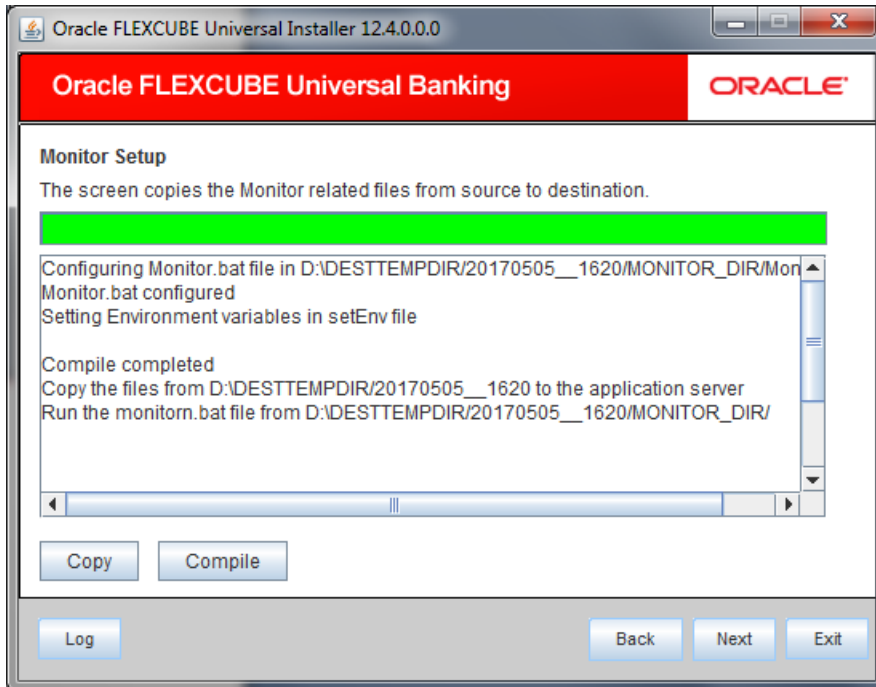 Oracle FLEXCUBE Universal Installer 12.4.0.0.0
Oracle FLEXCUBE Universal Banking
ORACLE
Monitor Setup
The screen copies the Monitor related files from source to destination.
Configuring Monitor.bat file in D:\DESTTEMPDIR/20170505__1620/MONITOR_DIR/Mon
Monitor.bat configured
Setting Environment variables in setEnv file
Compile completed
Copy the files from D:\DESTTEMPDIR/20170505__1620 to the application server
Run the monitorn.bat file from D:\DESTTEMPDIR/20170505__1620/MONITOR_DIR/
Copy
Compile
Log
Back
Next
Exit